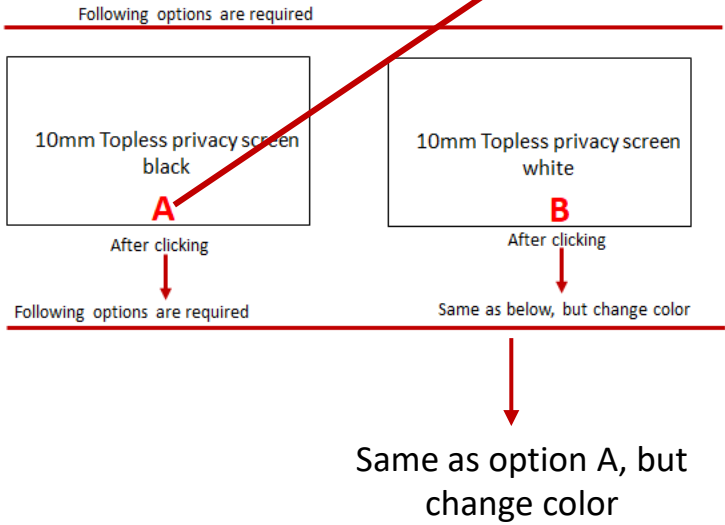 Following options are required
10mm Topless privacy screen
black
A
After clicking
Following options are required
10mm Topless privacy screen
white
B
After clicking
Same as below, but change color
Same as option A, but
change color